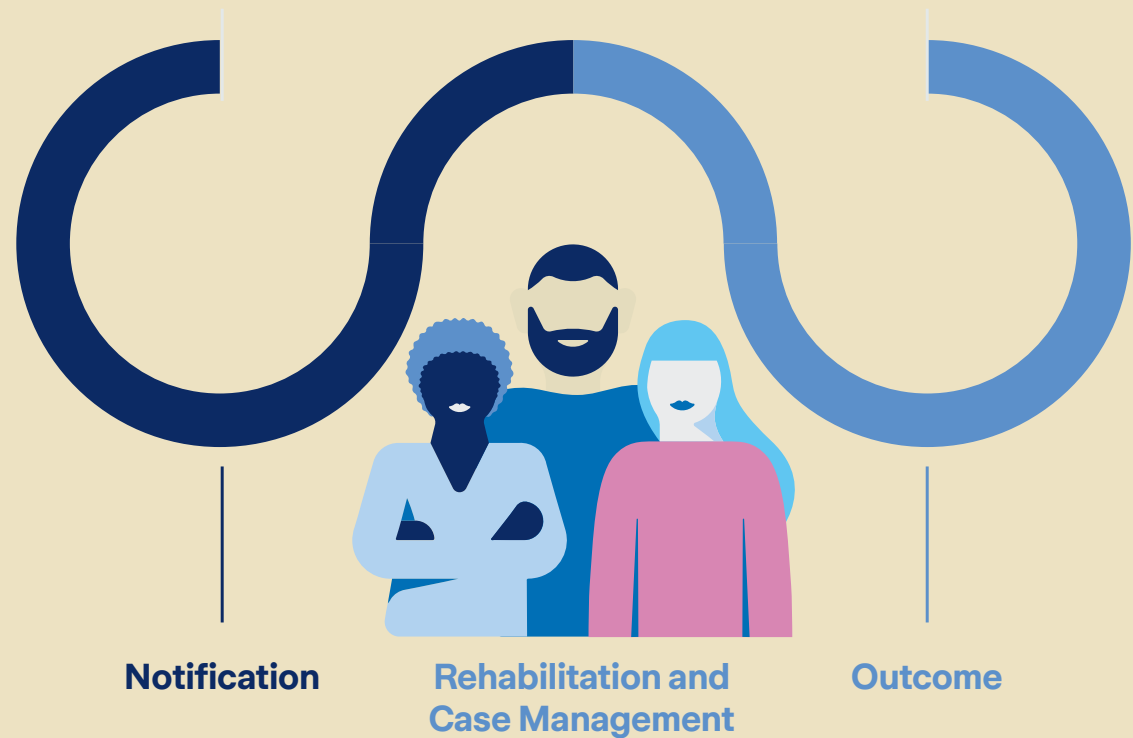 Notification
Rehabilitation and
Case Management
Outcome